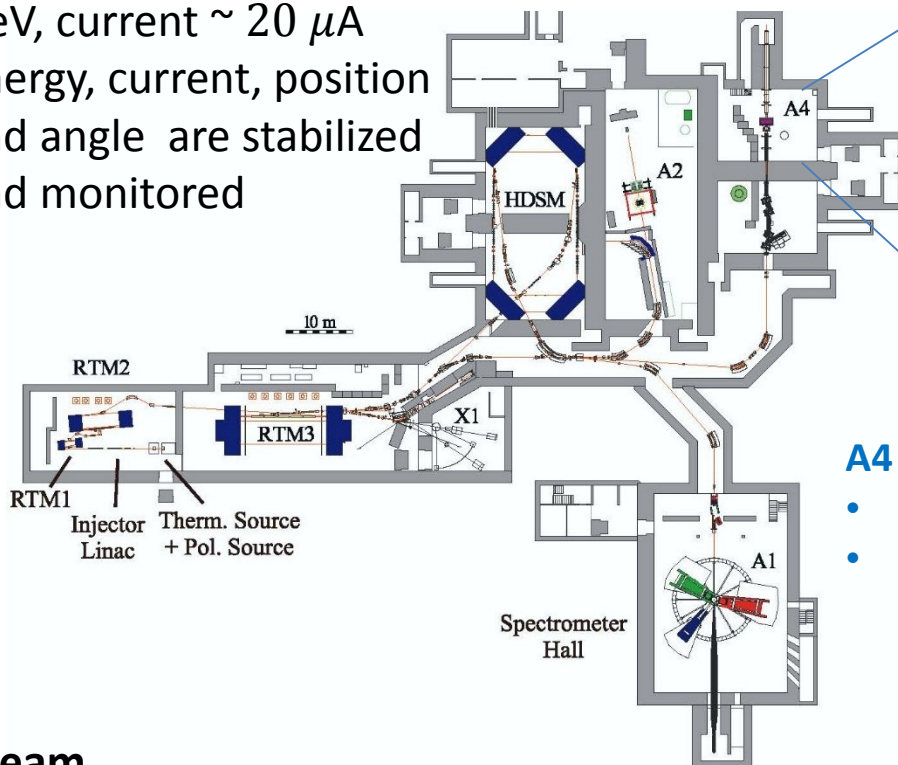 eV, current ~ 20 μA
nergy, current, position
d angle are stabilized
d monitored
A4
A2
HDSM
10 m
RTM2
RTM3
X1
RTM1
Injector
Linac
Therm. Source
+ Pol. Source
A4
•
•
A1
Spectrometer
Hall
eam